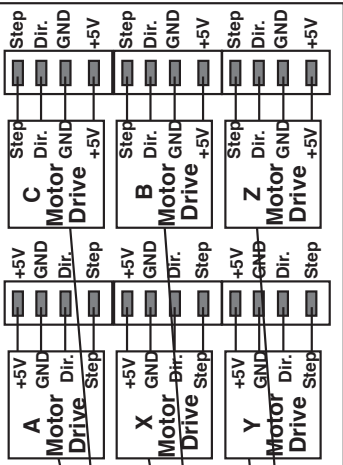 Step
Dir.
GND
+5V
Step
Dir.
GND
+5V
Step
Dir.
GND
+5V
Step
Dir.
GND
+5V
C
Motor
Drive
Step
Dir.
GND
+5V
B
Motor
Drive
Step
Dir.
GND
+5V
Z
Motor
Drive
+5V
GND
Dir.
Step
+5V
GND
Dir.
Step
+5V
GND
Dir.
Step
+5V
GND
Dir.
Step
A
Motor
Drive
+5V
GND
Dir.
Step
X
Motor
Drive
+5V
GND
Dir.
Step
Y
Motor
Drive